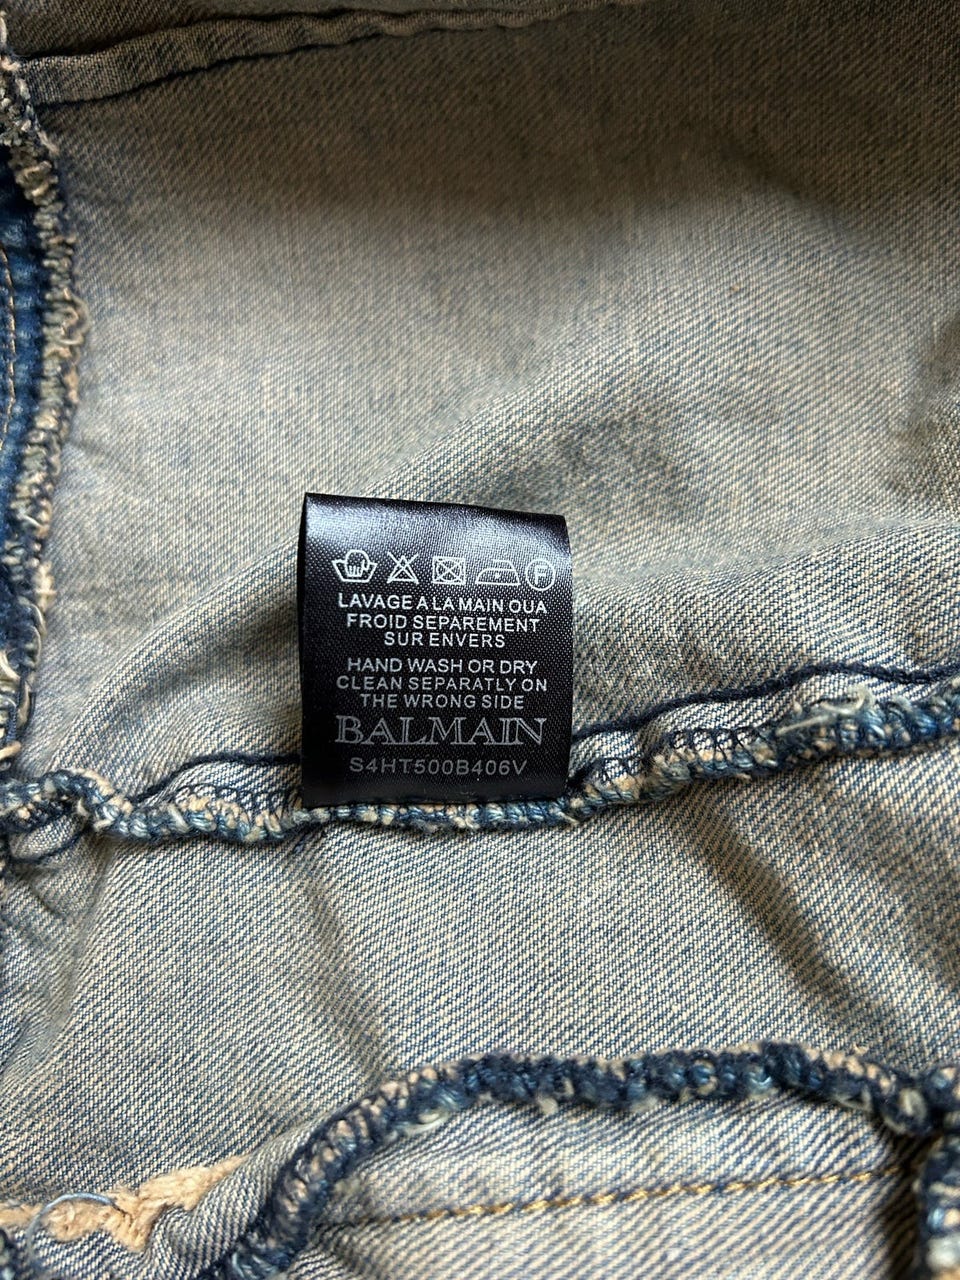 F
LAVAGE A LA MAIN OUA
FROID SEPAREMENT
SUR ENVERS
HAND WASH OR DRY
CLEAN SEPARATLY ON
THE WRONG SIDE
BALMAIN
S4HT500B406V